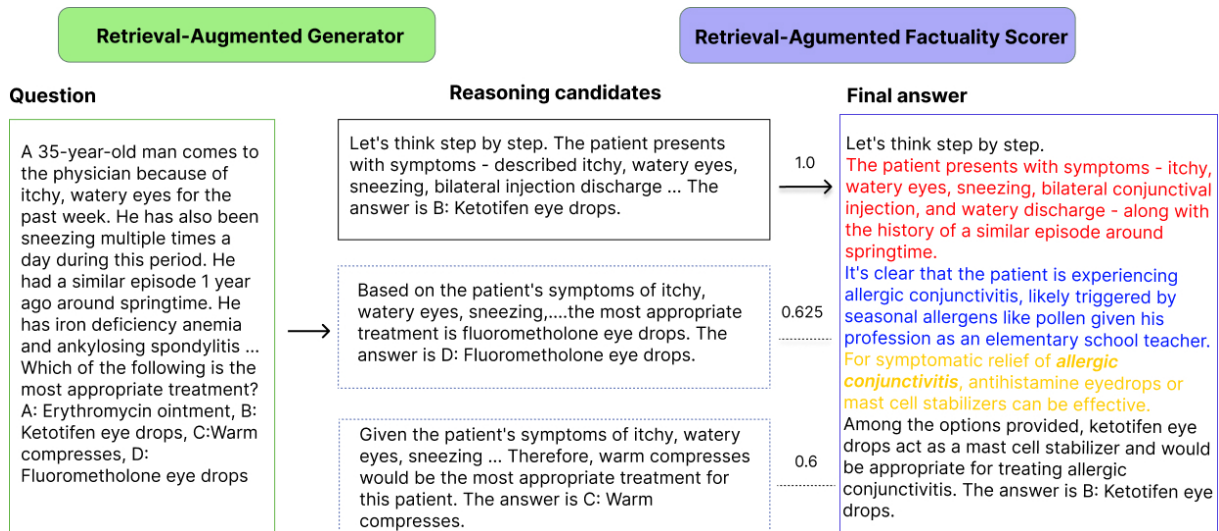 Retrieval-Augmented Generator
Retrieval-Agumented Factuality Scorer
Question
A 35-year-old man comes to
the physician because of
itchy, watery eyes for the
past week. He has also been
sneezing multiple times a
day during this period. He
had a similar episode 1 year
ago around springtime. He
has iron deficiency anemia
and ankylosing spondylitis ...
Which of the following is the
most appropriate treatment?
A: Erythromycin ointment, B:
Ketotifen eye drops, C:Warm
compresses, D:
Fluorometholone eye drops
Reasoning candidates
Let's think step by step. The patient presents
with symptoms - described itchy, watery eyes,
sneezing, bilateral injection discharge ... The
answer is B: Ketotifen eye drops.
1.0
Based on the patient's symptoms of itchy,
watery eyes, sneezing,....the most appropriate
treatment is fluorometholone eye drops. The
answer is D: Fluorometholone eye drops.
0.625
Given the patient's symptoms of itchy, watery
eyes, sneezing ... Therefore, warm compresses
would be the most appropriate treatment for
this patient. The answer is C: Warm
compresses.
0.6
Final answer
Let's think step by step.
The patient presents with symptoms - itchy,
watery eyes, sneezing, bilateral conjunctival
injection, and watery discharge - along with
the history of a similar episode around
springtime.
It's clear that the patient is experiencing
allergic conjunctivitis, likely triggered by
seasonal allergens like pollen given his
profession as an elementary school teacher.
For symptomatic relief of allergic
conjunctivitis, antihistamine eyedrops or
mast cell stabilizers can be effective.
Among the options provided, ketotifen eye
drops act as a mast cell stabilizer and would
be appropriate for treating allergic
conjunctivitis. The answer is B: Ketotifen eye
drops.